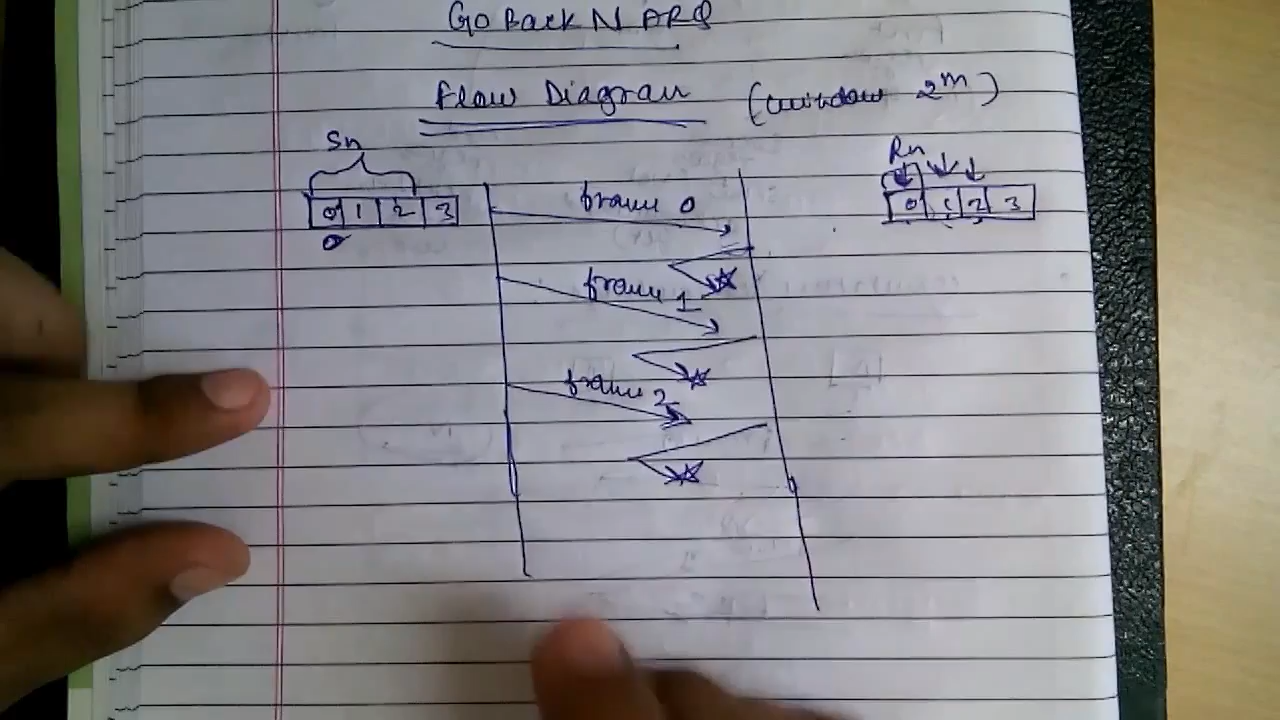 Go Back N ARQ
Flow Diagram (window 2^m)
Sn
Rn
0 1 2 3
frame 0
0 1 2 3
0
frame 1
frame 2